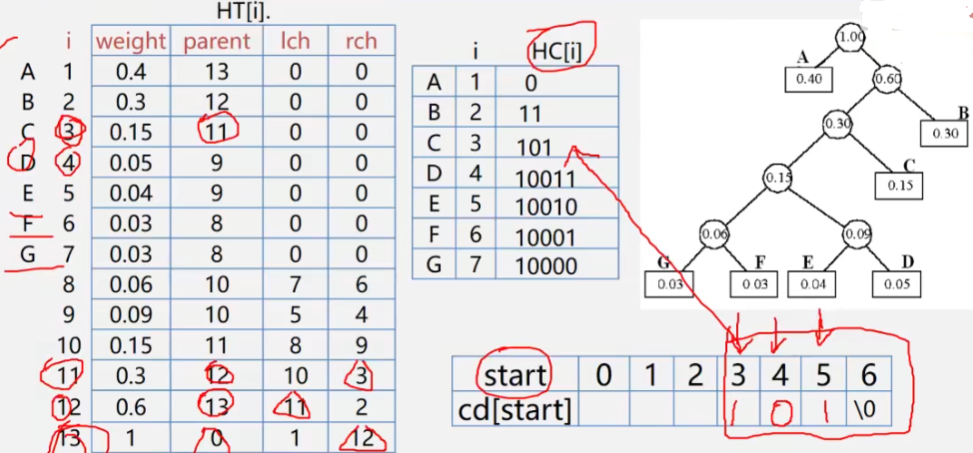 HT[i].
i weight parent lch rch
A 1 0.4 13 0 0
B 2 0.3 12 0 0
C 3 0.15 11 0 0
D 4 0.05 9 0 0
E 5 0.04 9 0 0
F 6 0.03 8 0 0
G 7 0.03 8 0 0
8 0.06 10 7 6
9 0.09 10 5 4
10 0.15 11 8 9
11 0.3 12 10 3
12 0.6 13 11 2
13 1 0 1 12
i HC[i]
A 1 0
B 2 11
C 3 101
D 4 10011
E 5 10010
F 6 10001
G 7 10000
1.00
A
0.40 0.60
B
0.30 0.30
C
0.15 0.15
0.06 0.09
G F E D
0.03 0 03 0.04 0.05
start 0 1 2 3 4 5 6
cd[start] 1 0 1 \0